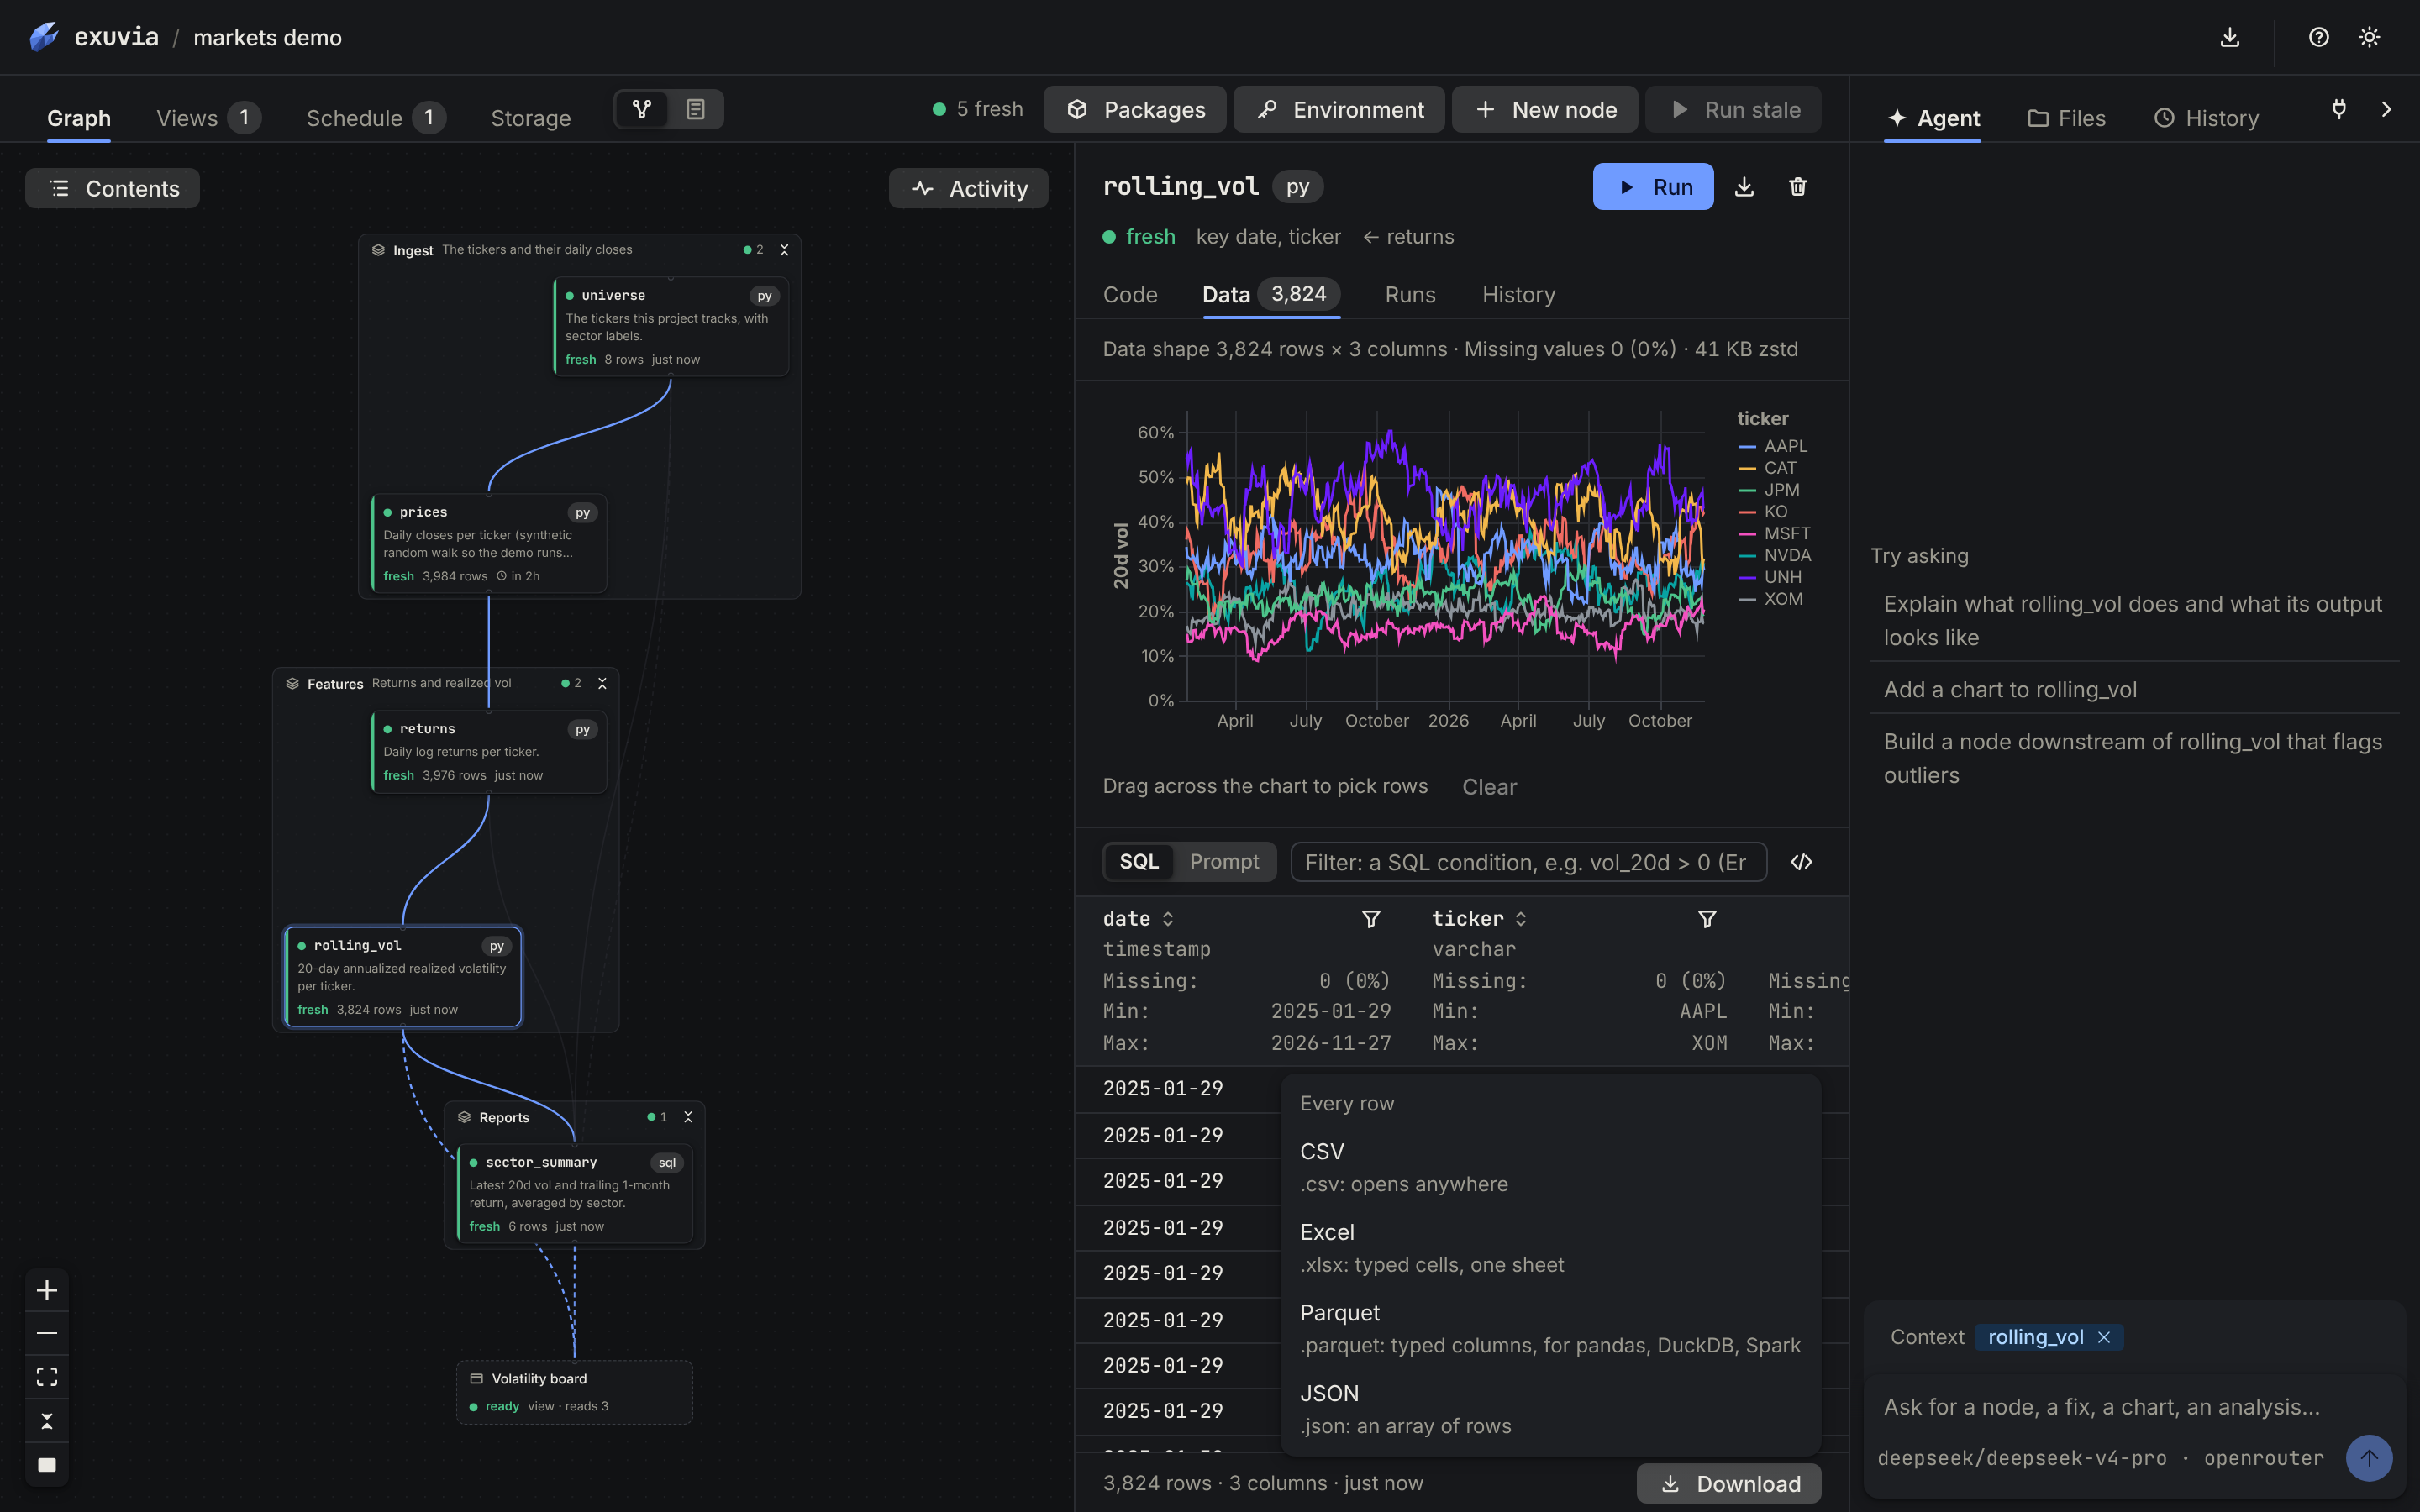 exuvia / markets demo
Graph
Views 1
Schedule 1
Storage
5 fresh
Packages
Environment
New node
Run stale
Agent
Files
History
Contents
Activity
Ingest The tickers and their daily closes 2
universe py
The tickers this project tracks, with
sector labels.
fresh 8 rows just now
prices py
Daily closes per ticker (synthetic
random walk so the demo runs...
fresh 3,984 rows in 2h
Features Returns and realized vol 2
returns py
Daily log returns per ticker.
fresh 3,976 rows just now
rolling_vol py
20-day annualized realized volatility
per ticker.
fresh 3,824 rows just now
Reports 1
sector_summary sql
Latest 20d vol and trailing 1-month
return, averaged by sector.
fresh 6 rows just now
Volatility board
ready view · reads 3
rolling_vol py
Run
fresh key date, ticker ← returns
Code
Data 3,824
Runs
History
Data shape 3,824 rows × 3 columns · Missing values 0 (0%) · 41 KB zstd
20d vol
60%
50%
40%
30%
20%
10%
0%
April July October 2026 April July October
ticker
AAPL
CAT
JPM
KO
MSFT
NVDA
UNH
XOM
Drag across the chart to pick rows Clear
SQL Prompt Filter: a SQL condition, e.g. vol_20d > 0 (Er
date ticker
timestamp varchar
Missing: 0 (0%) Missing: 0 (0%) Missing
Min: 2025-01-29 Min: AAPL Min:
Max: 2026-11-27 Max: XOM Max:
2025-01-29
2025-01-29
2025-01-29
2025-01-29
2025-01-29
2025-01-29
2025-01-29
2025-01-29
Every row
CSV
.csv: opens anywhere
Excel
.xlsx: typed cells, one sheet
Parquet
.parquet: typed columns, for pandas, DuckDB, Spark
JSON
.json: an array of rows
3,824 rows · 3 columns · just now
Download
Try asking
Explain what rolling_vol does and what its output
looks like
Add a chart to rolling_vol
Build a node downstream of rolling_vol that flags
outliers
Context rolling_vol
Ask for a node, a fix, a chart, an analysis...
deepseek/deepseek-v4-pro · openrouter